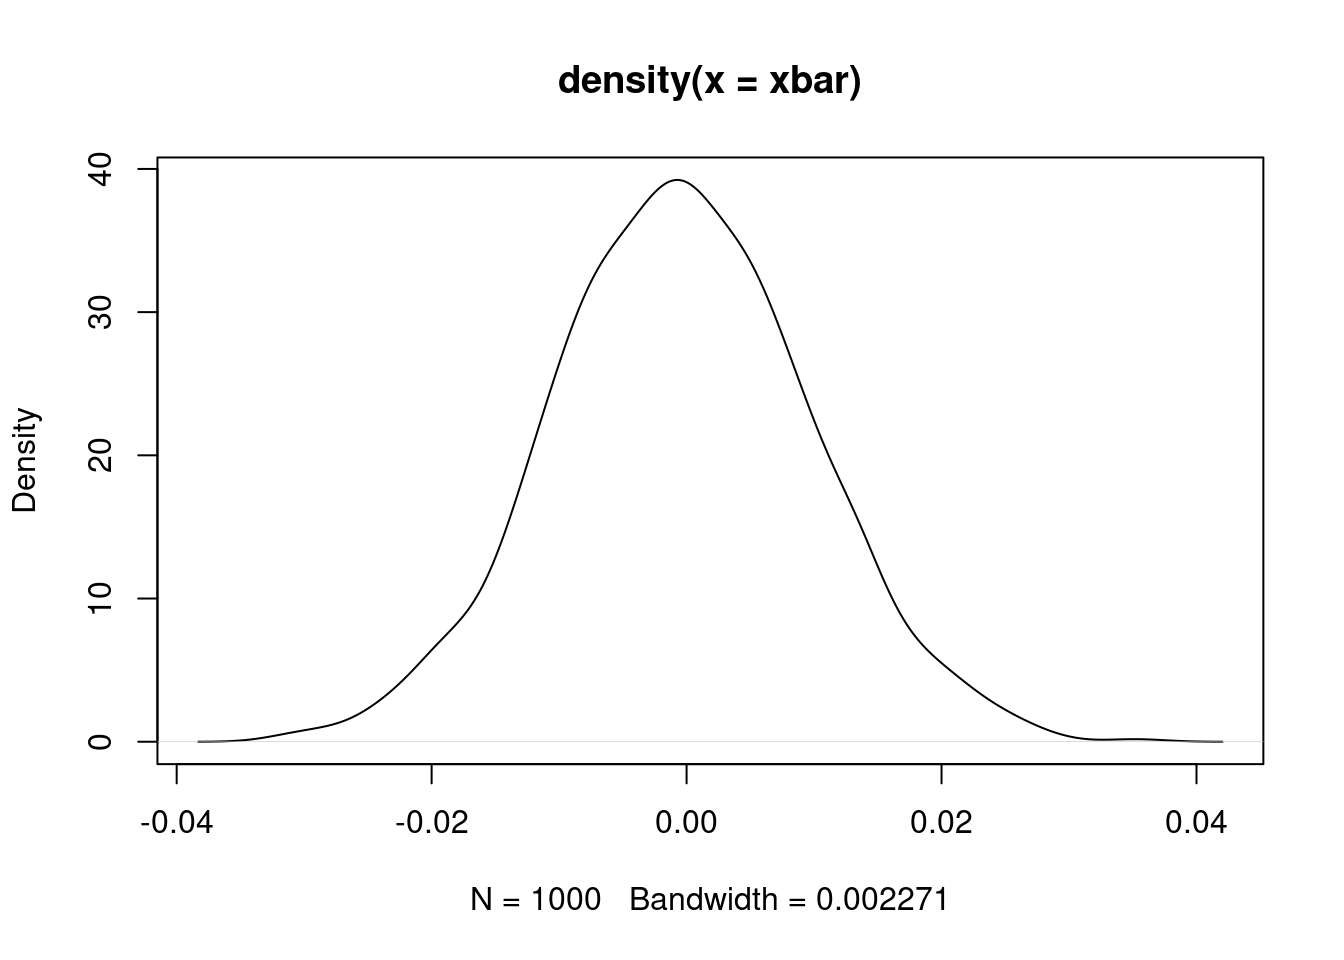 density(x = xbar)
Density
40
30
20
10
0
-0.04 -0.02 0.00 0.02 0.04
N = 1000 Bandwidth = 0.002271